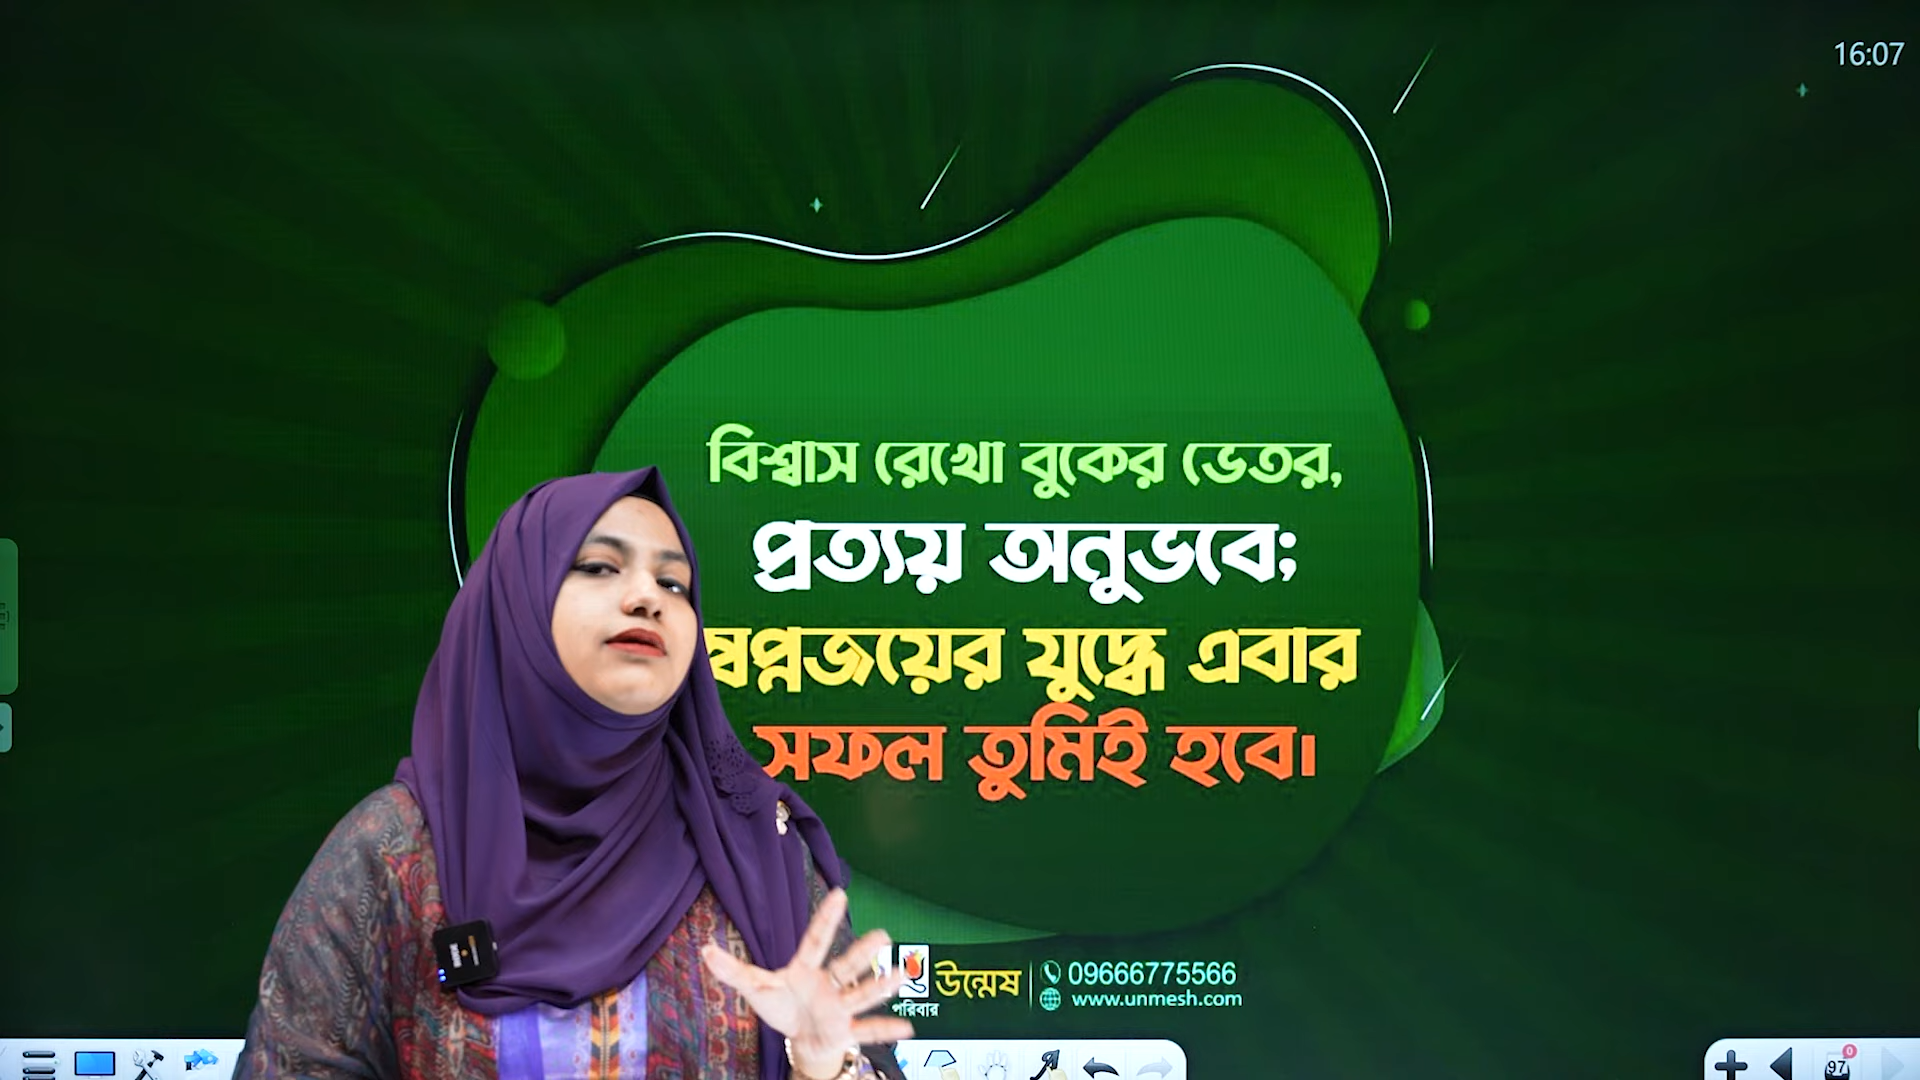 16:07
বিশ্বাস রেখো বুকের ভেতর,
প্রত্যয় অনুভবে;
স্বপ্নজয়ের যুদ্ধে এবার
সফল তুমিই হবে।
উন্মেষ
09666775566
পরিবার
www.unmesh.com
97
0